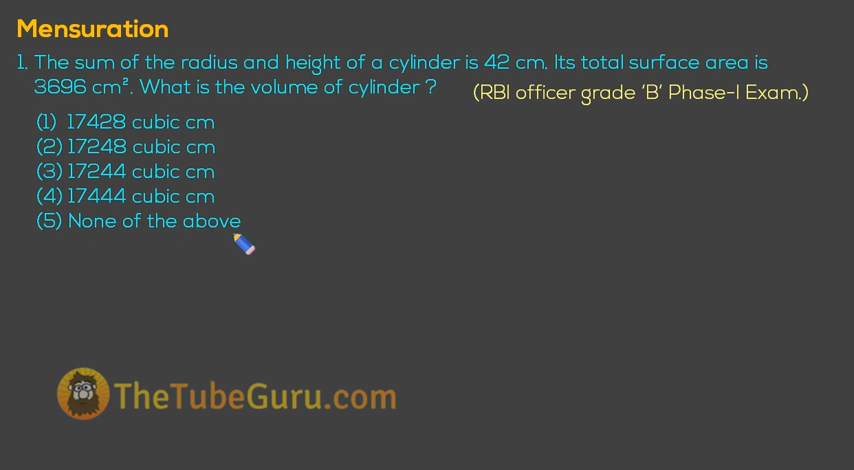 Mensuration
1. The sum of the radius and height of a cylinder is 42 cm. Its total surface area is
3696 cm². What is the volume of cylinder ?
(RBI officer grade ‘B’ Phase-I Exam.)
(1) 17428 cubic cm
(2) 17248 cubic cm
(3) 17244 cubic cm
(4) 17444 cubic cm
(5) None of the above
TheTubeGuru.com